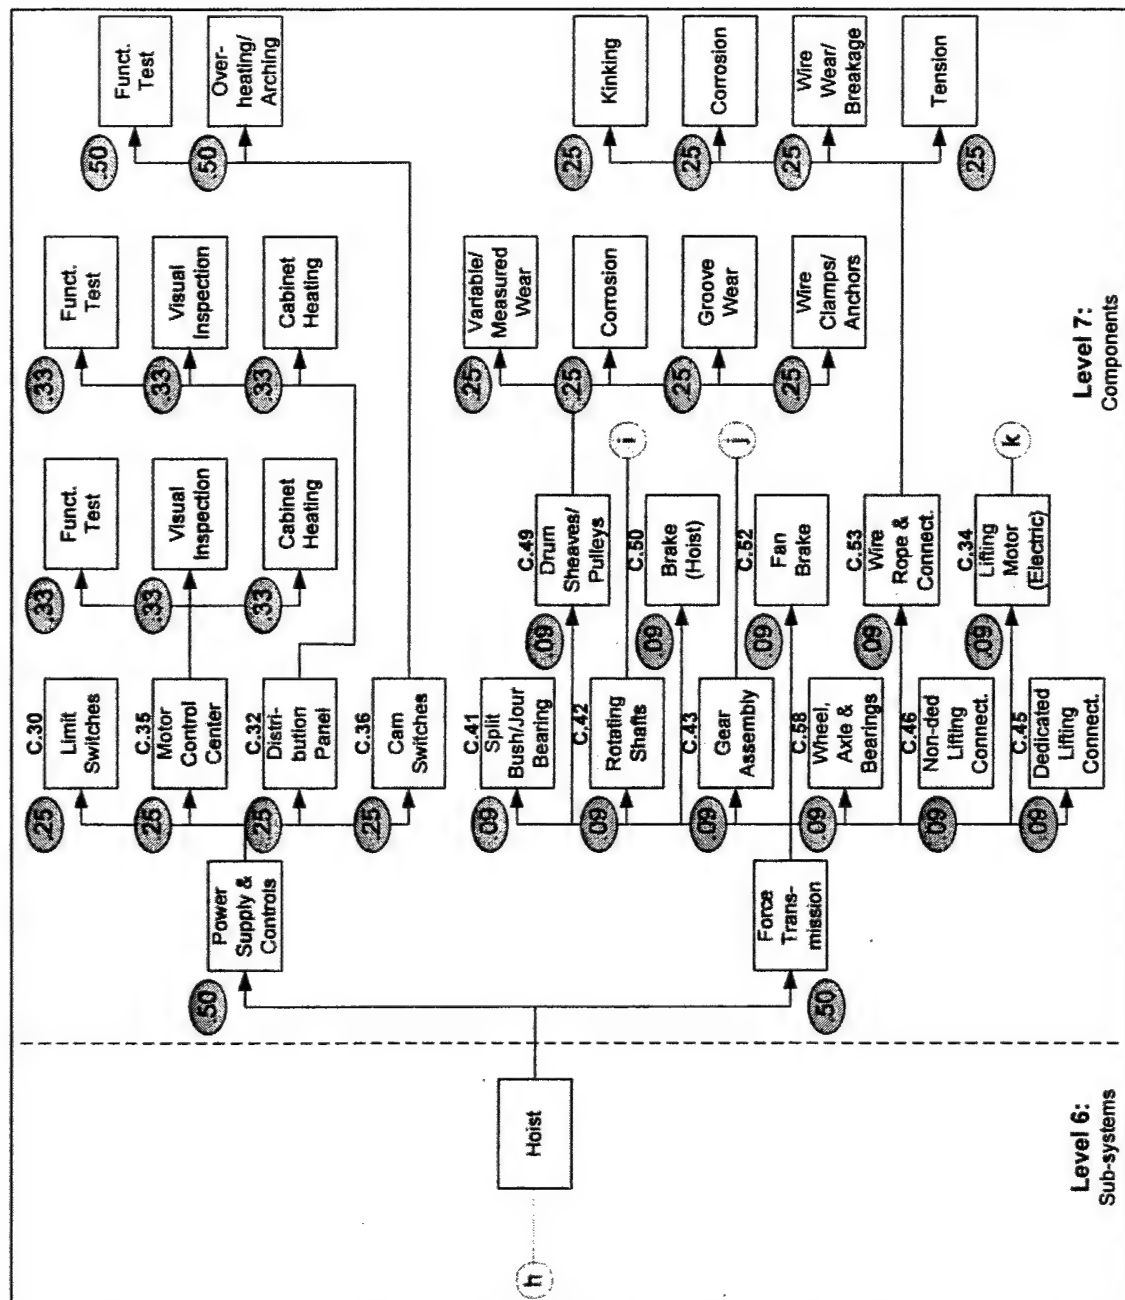 h
Hoist
Level 6:
Sub-systems
.50
Power
Supply &
Controls
.50
Force
Trans-
mission
.25
C.30
Limit
Switches
.25
C.35
Motor
Control
Center
.25
C.32
Distri-
bution
Panel
.25
C.36
Cam
Switches
.33
Funct.
Test
.33
Visual
Inspection
.33
Cabinet
Heating
.33
Funct.
Test
.33
Visual
Inspection
.33
Cabinet
Heating
.50
Funct.
Test
.50
Over-
heating/
Arching
.09
C.41
Split
Bush/Jour
Bearing
.09
C.42
Rotating
Shafts
.09
C.43
Gear
Assembly
.09
C.58
Wheel,
Axle &
Bearings
.09
C.46
Non-ded
Lifting
Connect.
.09
C.45
Dedicated
Lifting
Connect.
.09
C.49
Drum
Sheaves/
Pulleys
.09
C.50
Brake
(Hoist)
.09
C.52
Fan
Brake
.09
C.53
Wire
Rope &
Connect.
.09
C.34
Lifting
Motor
(Electric)
i
j
k
.25
Variable/
Measured
Wear
.25
Corrosion
.25
Groove
Wear
.25
Wire
Clamps/
Anchors
.25
Kinking
.25
Corrosion
.25
Wire
Wear/
Breakage
.25
Tension
Level 7:
Components